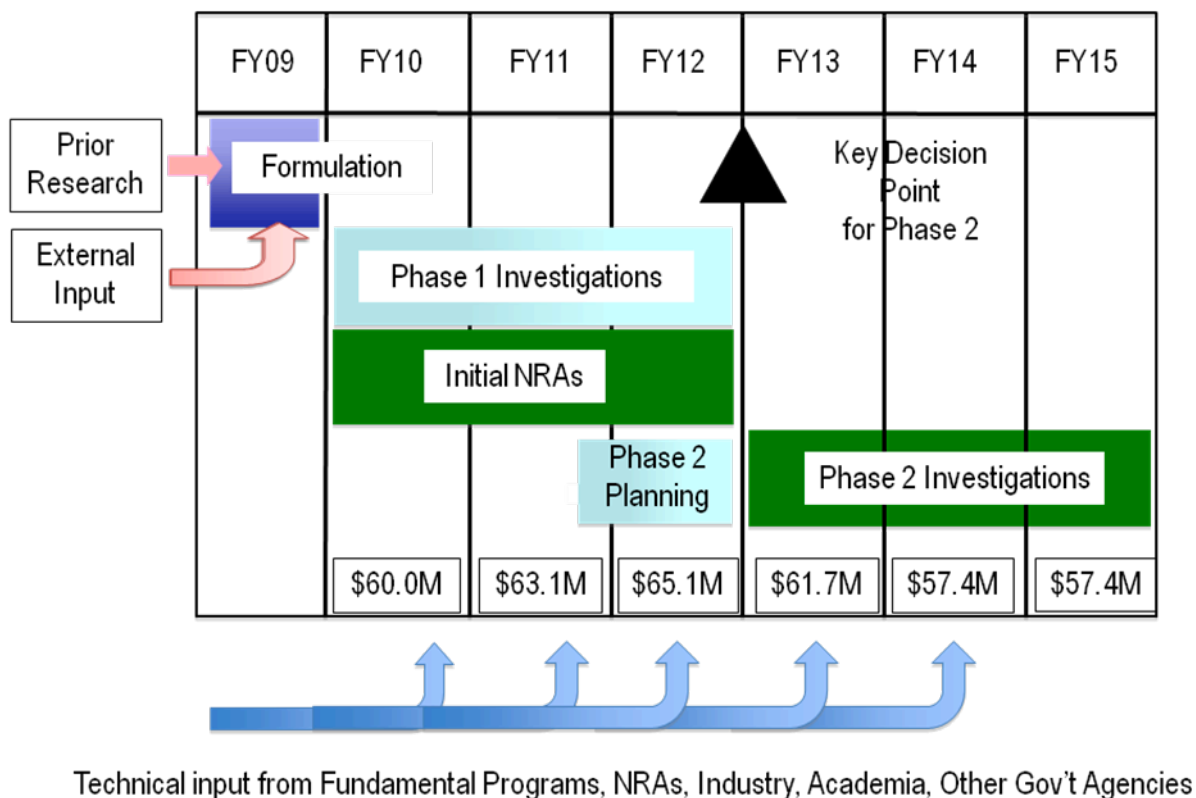 FY09 FY10 FY11 FY12 FY13 FY14 FY15
Prior
Research
Formulation
Key Decision
Point
for Phase 2
External
Input
Phase 1 Investigations
Initial NRAs
Phase 2
Planning
Phase 2 Investigations
$60.0M $63.1M $65.1M $61.7M $57.4M $57.4M
Technical input from Fundamental Programs, NRAs, Industry, Academia, Other Gov't Agencies